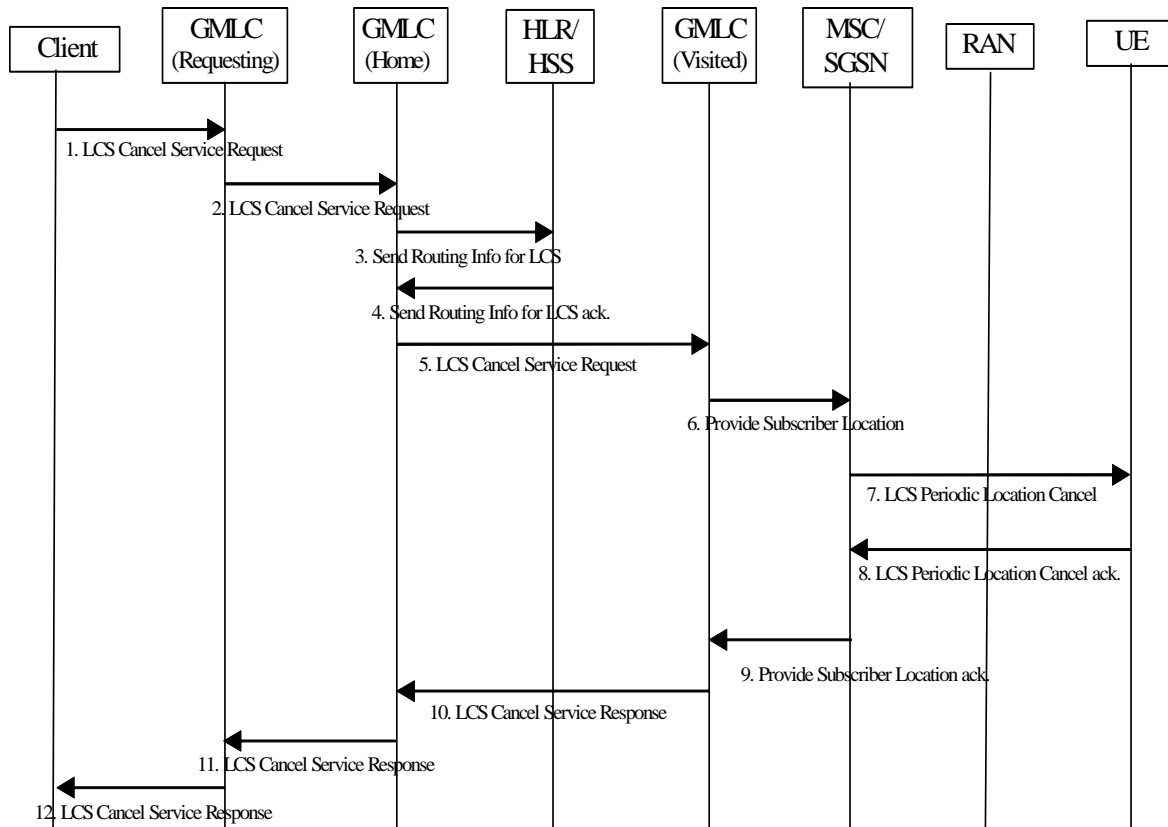 Client
GMLC
(Requesting)
GMLC
(Home)
HLR/
HSS
GMLC
(Visited)
MSC/
SGSN
RAN
UE
1. LCS Cancel Service Request
2. LCS Cancel Service Request
3. Send Routing Info for LCS
4. Send Routing Info for LCS ack.
5. LCS Cancel Service Request
6. Provide Subscriber Location
7. LCS Periodic Location Cancel
8. LCS Periodic Location Cancel ack.
9. Provide Subscriber Location ack.
10. LCS Cancel Service Response
11. LCS Cancel Service Response
12. LCS Cancel Service Response